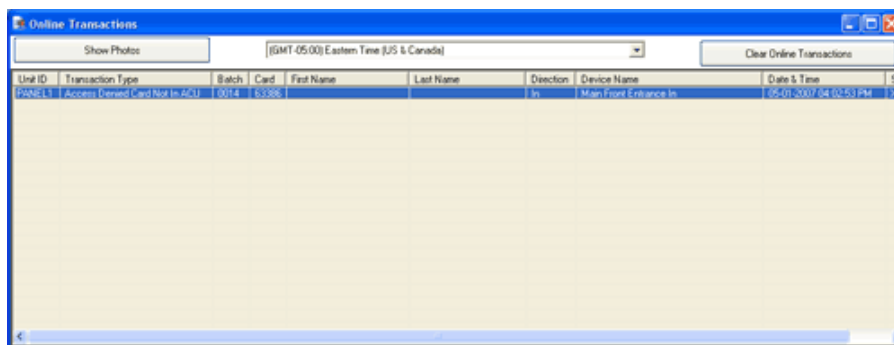 Online Transactions
Show Photos (GMT-05:00) Eastern Time (US & Canada) Clear Online Transactions
Unit ID Transaction Type Batch Card First Name Last Name Direction Device Name Date & Time S
PANEL1 Access Denied Card Not In ACU 0014 63386 In Main Front Entrance In 05-01-2007 04:02:53 PM